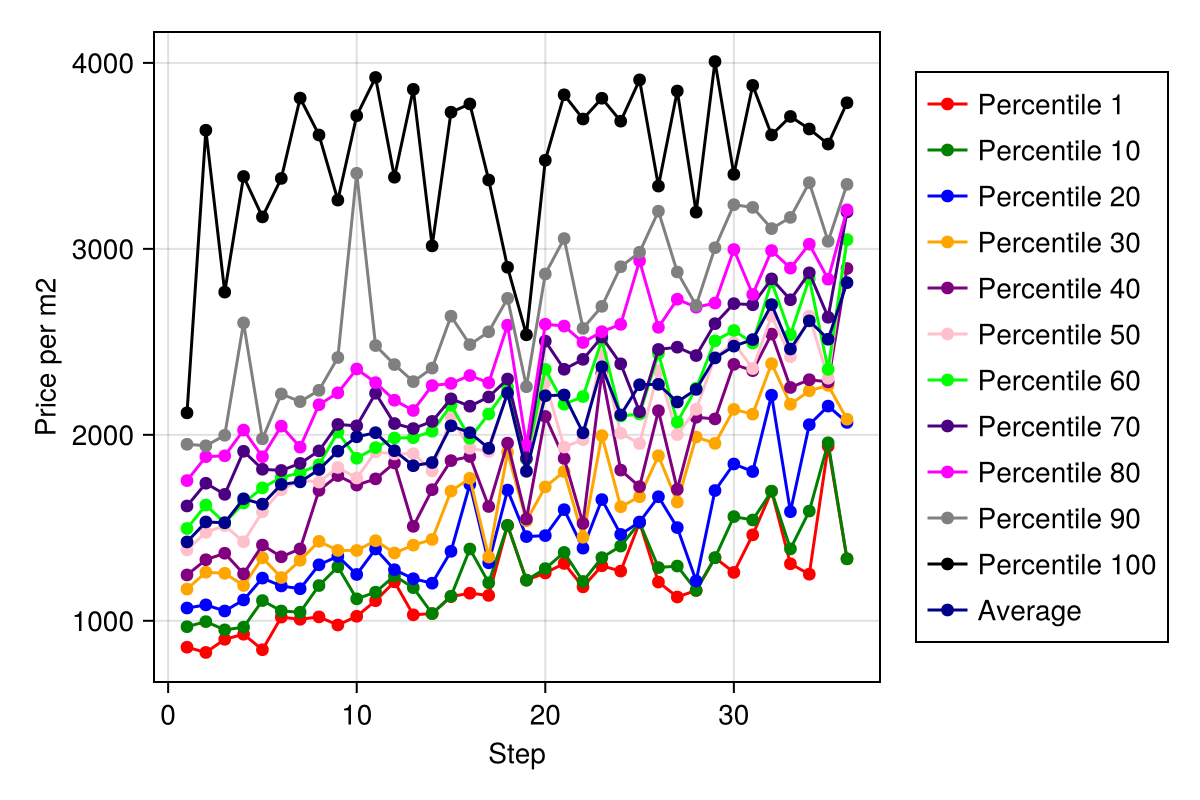 4000
3000
2000
1000
Price per m2
0
10
20
30
Step
Percentile 1
Percentile 10
Percentile 20
Percentile 30
Percentile 40
Percentile 50
Percentile 60
Percentile 70
Percentile 80
Percentile 90
Percentile 100
Average